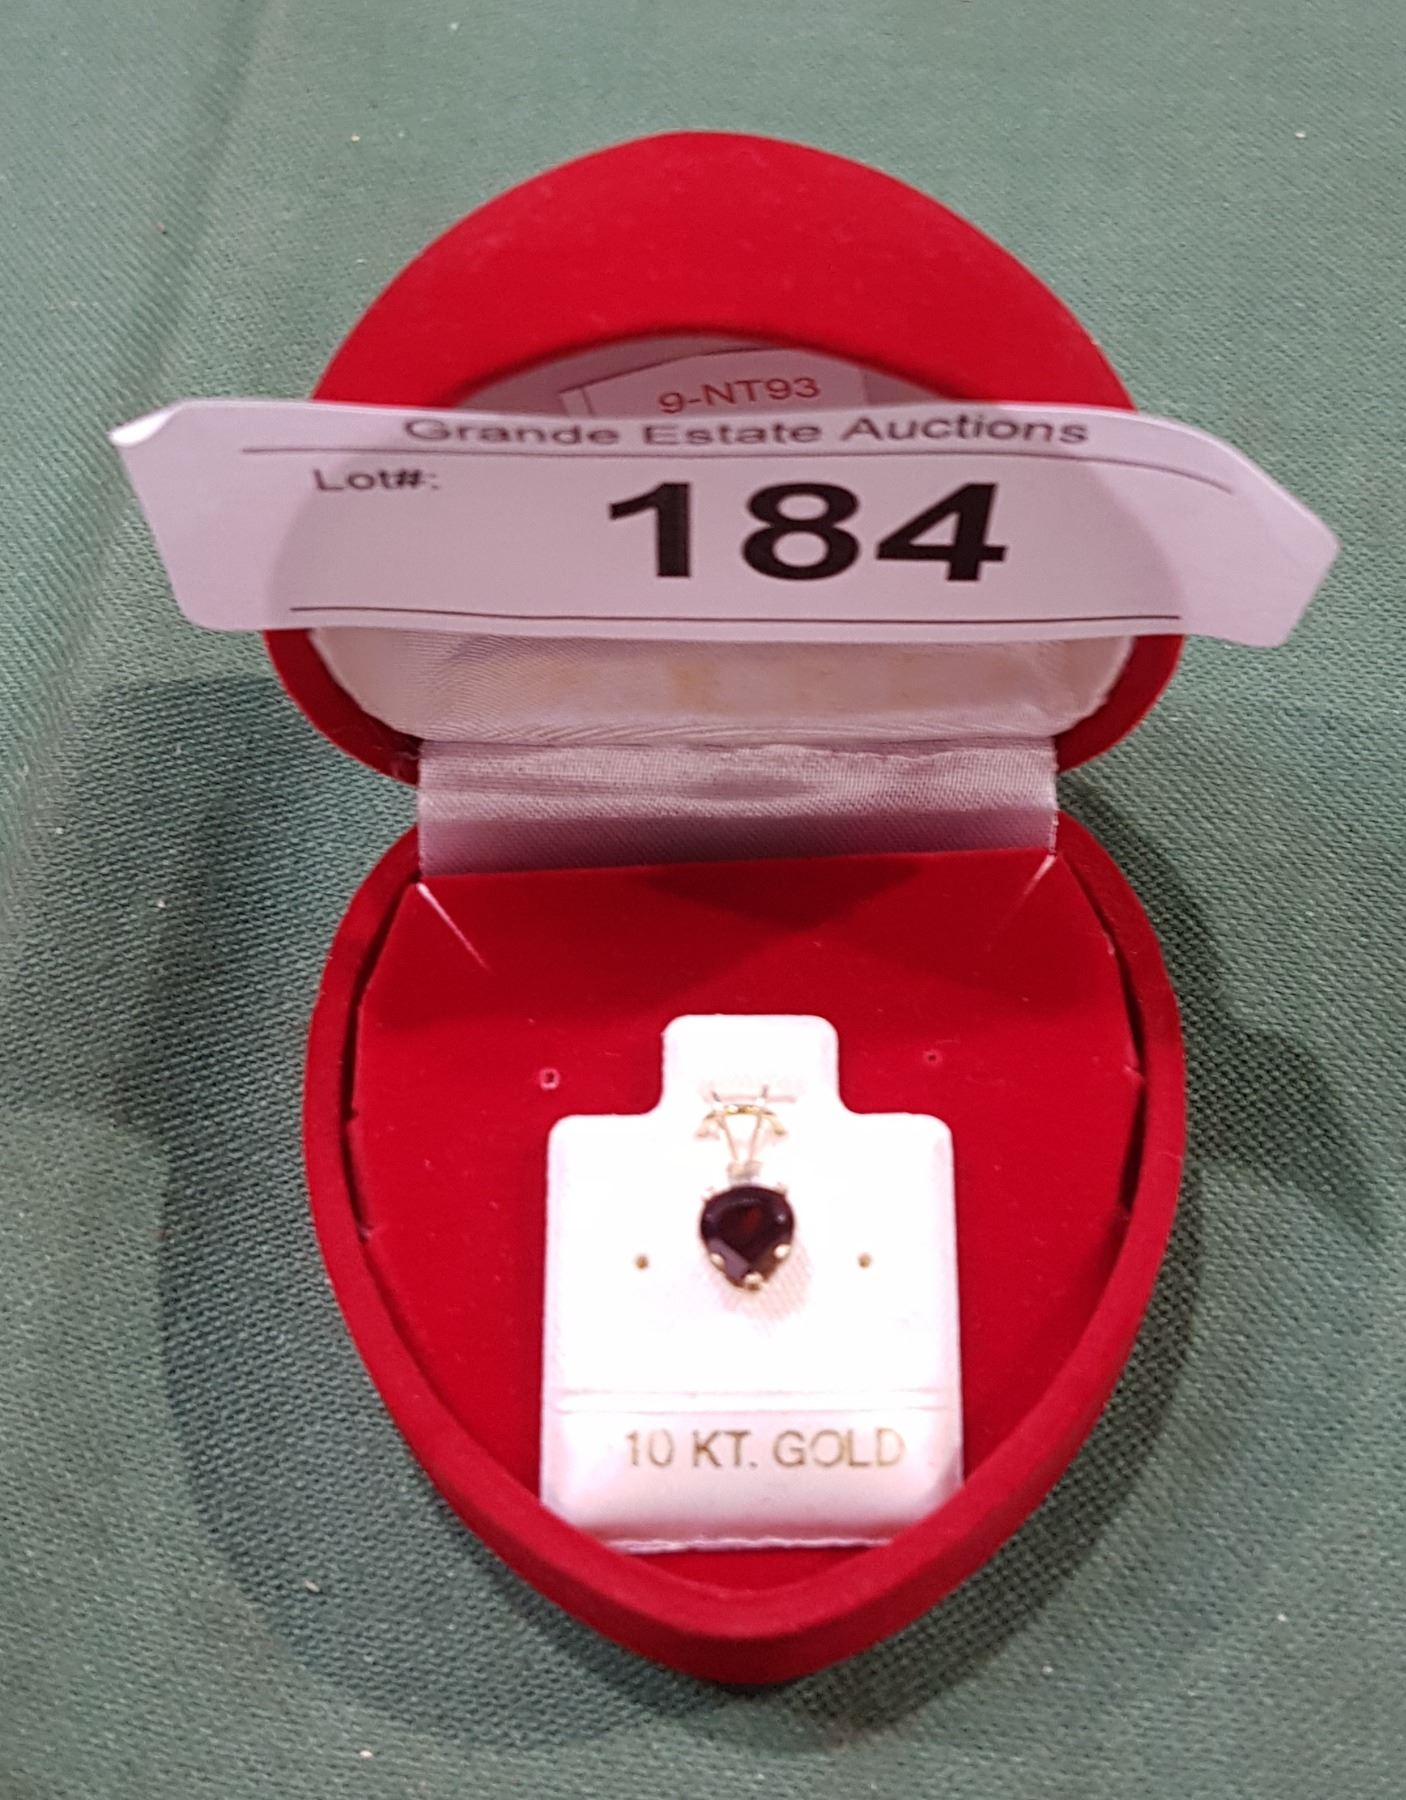 9-NT93
Grande Estate Auctions
Lot#:
184
10 KT. GOLD